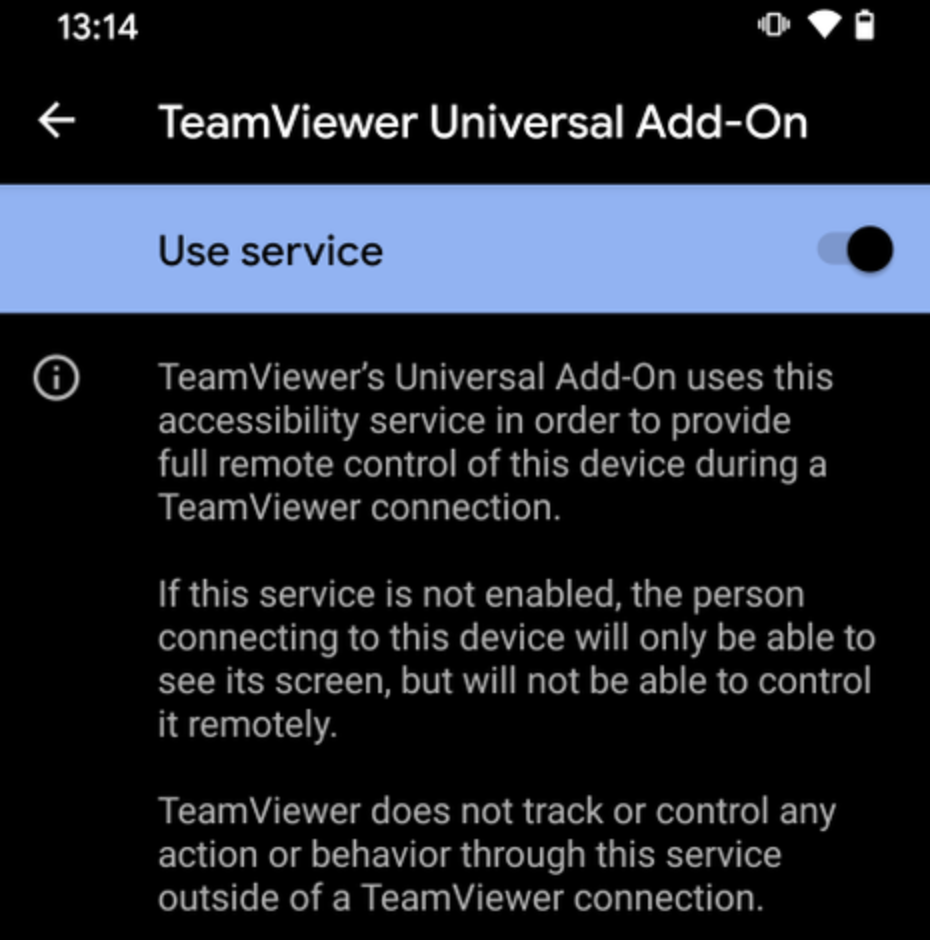 13:14
TeamViewer Universal Add-On
Use service
TeamViewer’s Universal Add-On uses this
accessibility service in order to provide
full remote control of this device during a
TeamViewer connection.
If this service is not enabled, the person
connecting to this device will only be able to
see its screen, but will not be able to control
it remotely.
TeamViewer does not track or control any
action or behavior through this service
outside of a TeamViewer connection.